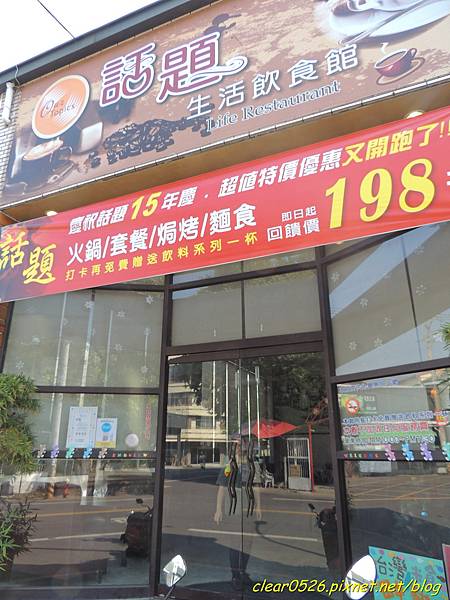 Topics
話題
生活飲食館
Life Restaurant
慶祝話題15年慶．超值特價優惠又開跑了!!
話題
火鍋/套餐/焗烤/麵食
即日起
回饋價
198
打卡再免費贈送飲料系列一杯
clear0526.pixnet.net/blog